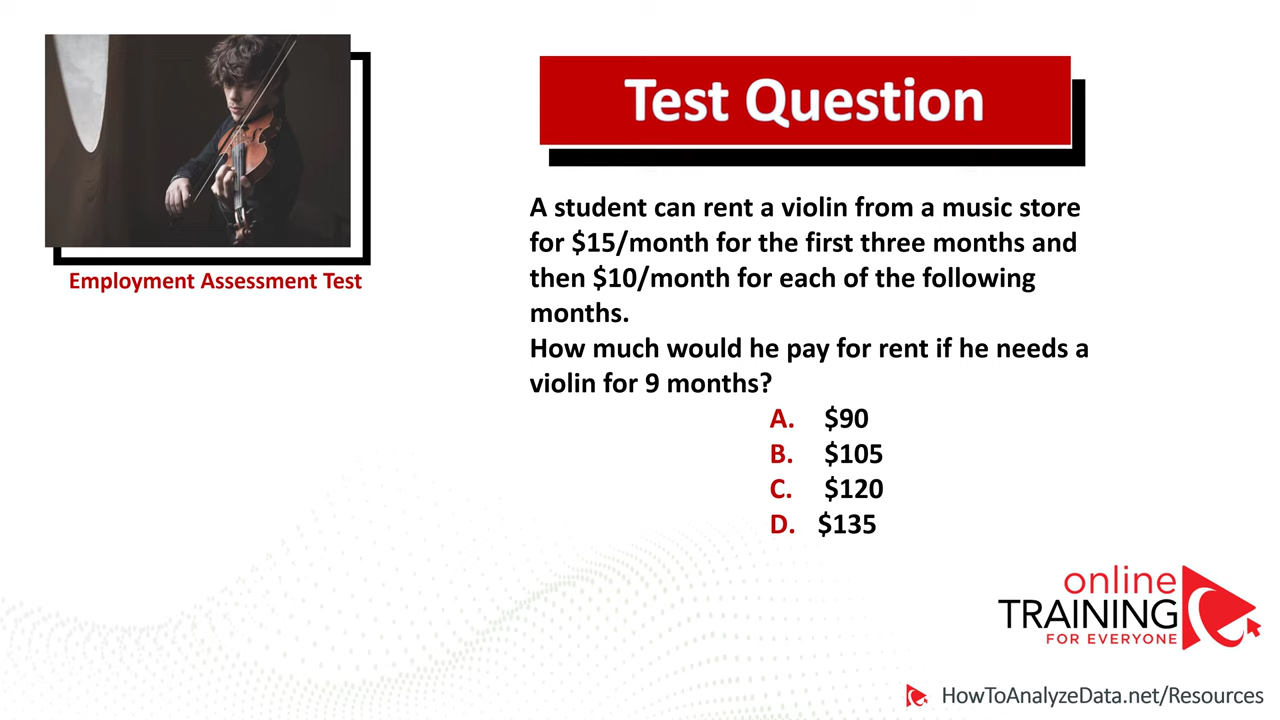 Test Question
Employment Assessment Test
A student can rent a violin from a music store
for $15/month for the first three months and
then $10/month for each of the following
months.
How much would he pay for rent if he needs a
violin for 9 months?
A. $90
B. $105
C. $120
D. $135
online
TRAINING
FOR EVERYONE
HowToAnalyzeData.net/Resources